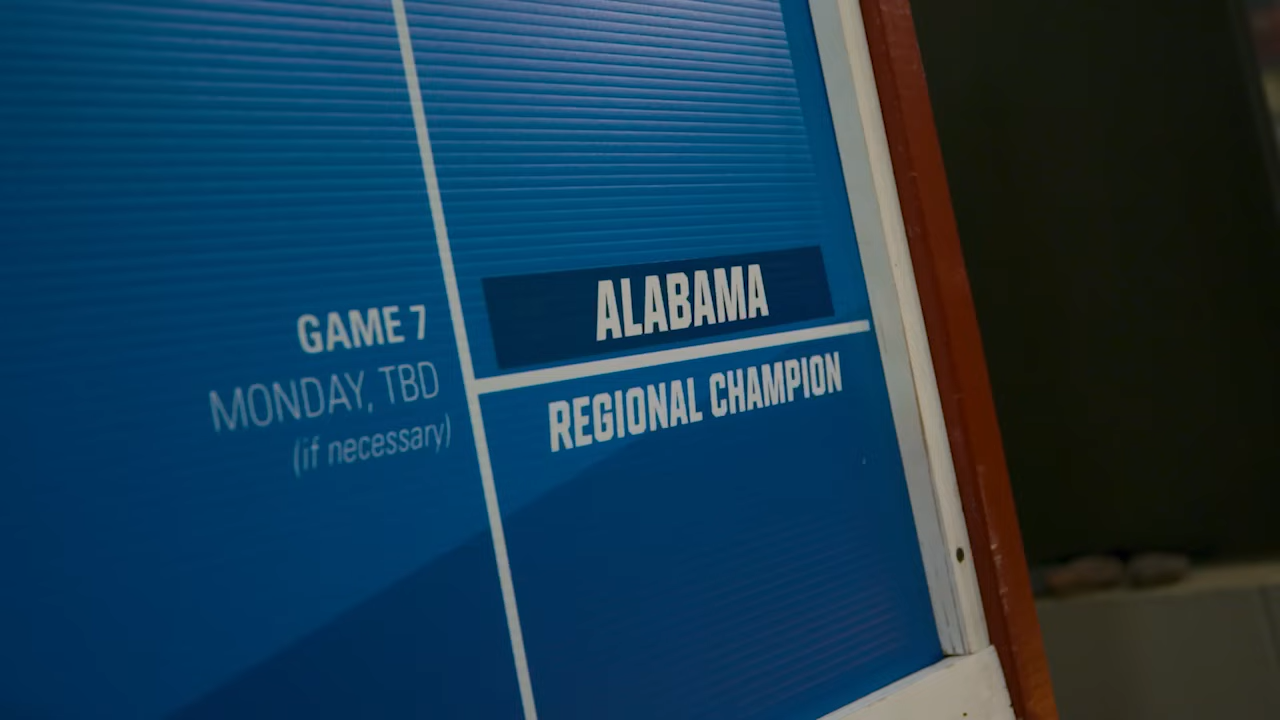 GAME 7
MONDAY, TBD
(if necessary)
ALABAMA
REGIONAL CHAMPION